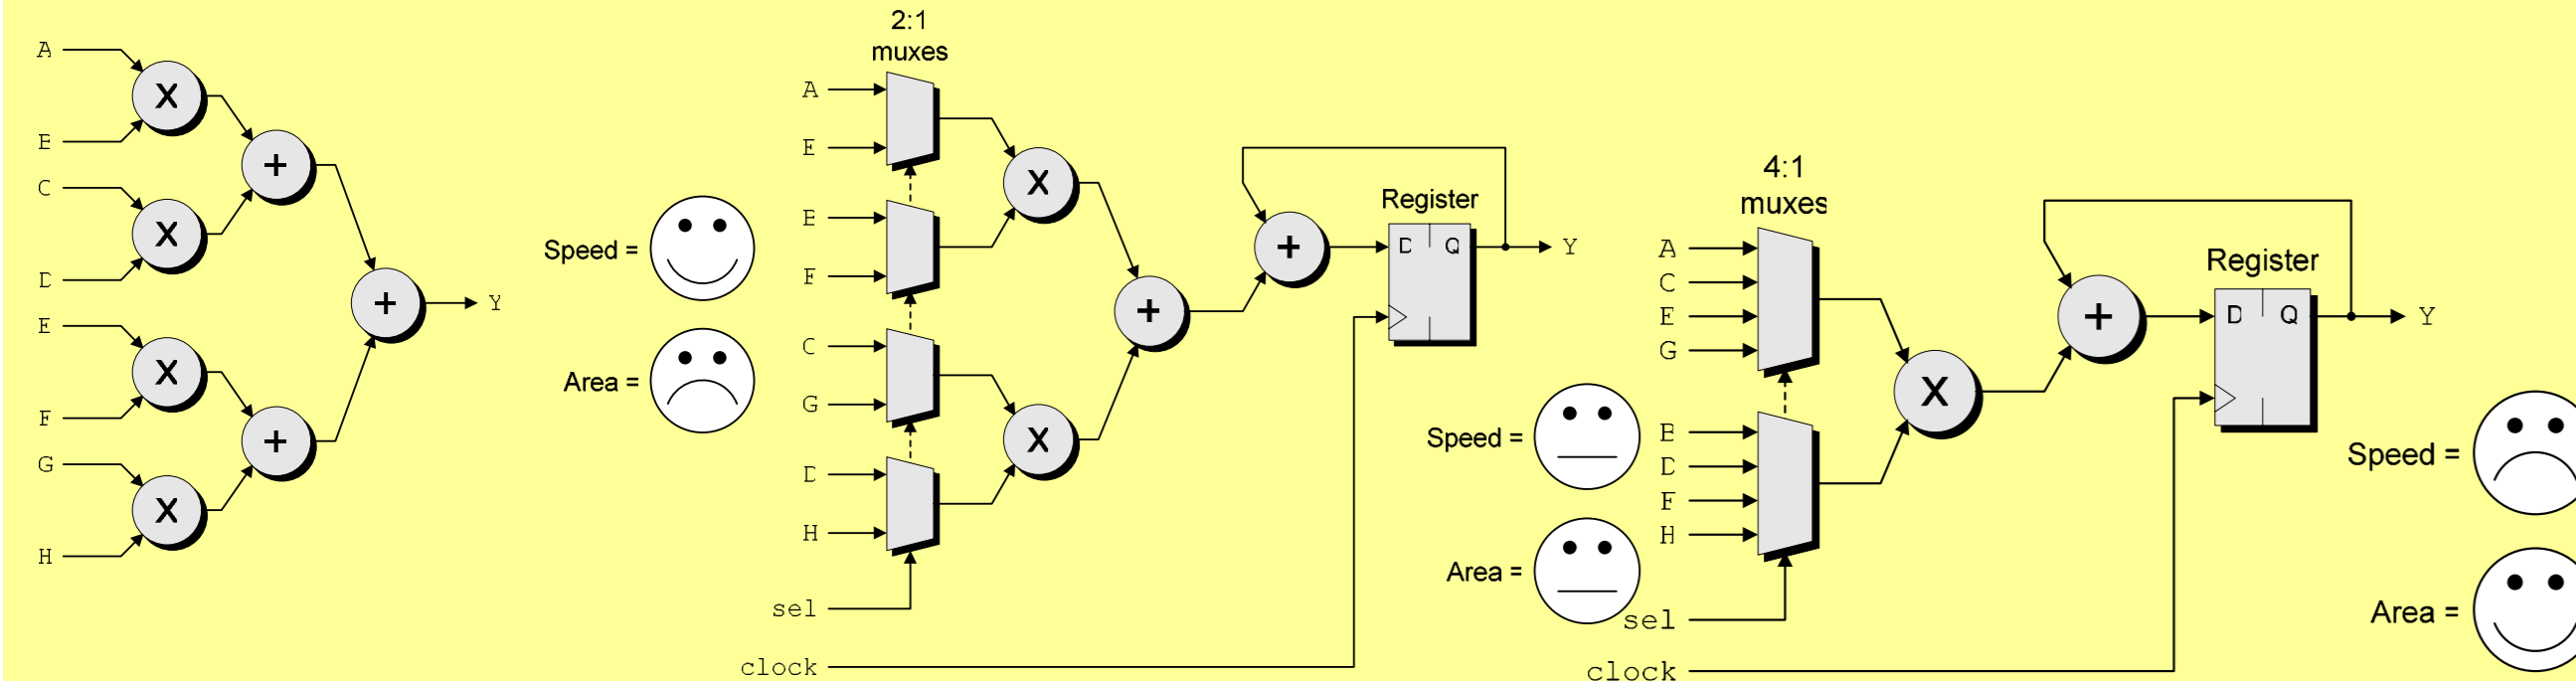 A
B
C
D
E
F
G
H
X
X
X
X
+
+
+
Y
Speed =
Area =
2:1
muxes
A
E
B
F
C
G
D
H
sel
clock
X
X
+
+
Register
D Q
Y
Speed =
Area =
4:1
muxes
A
C
E
G
B
D
F
H
sel
clock
X
+
Register
D Q
Y
Speed =
Area =